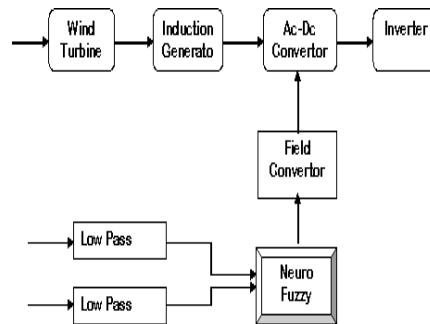 Wind
Turbine
Induction
Generato
Ac-Dc
Convertor
Inverter
Field
Convertor
Low Pass
Low Pass
Neuro
Fuzzy